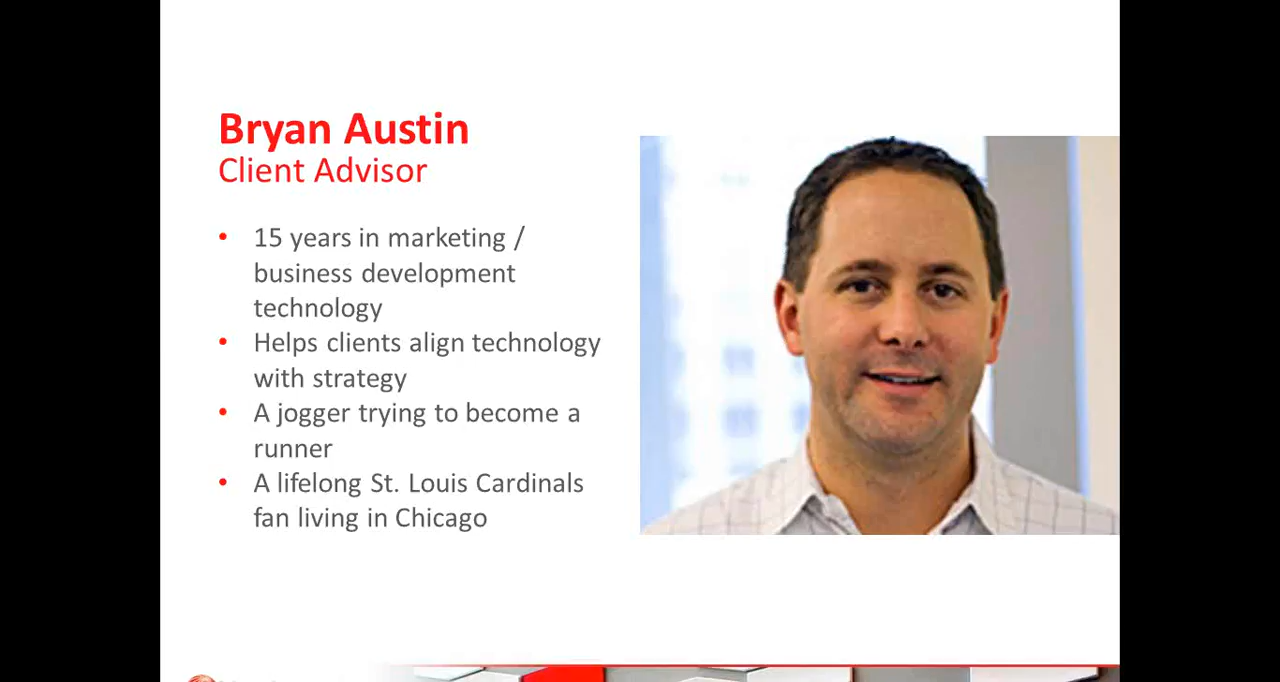 Bryan Austin
Client Advisor
• 15 years in marketing /
business development
technology
• Helps clients align technology
with strategy
• A jogger trying to become a
runner
• A lifelong St. Louis Cardinals
fan living in Chicago